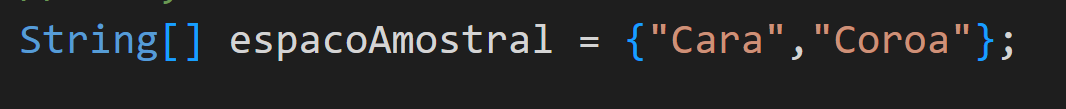 String[] espacoAmostral = {"Cara","Coroa"};